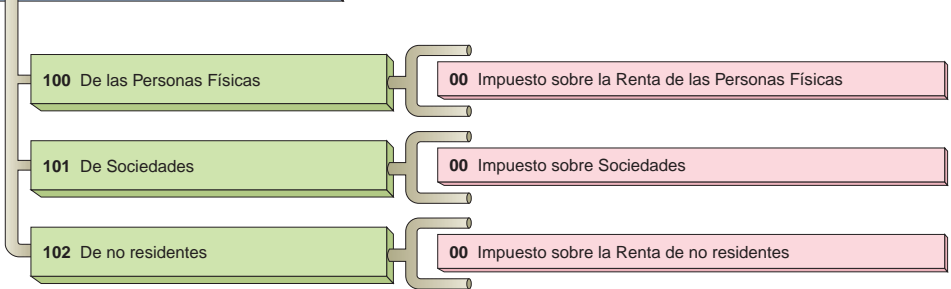 100 De las Personas Físicas
00 Impuesto sobre la Renta de las Personas Físicas
101 De Sociedades
00 Impuesto sobre Sociedades
102 De no residentes
00 Impuesto sobre la Renta de no residentes